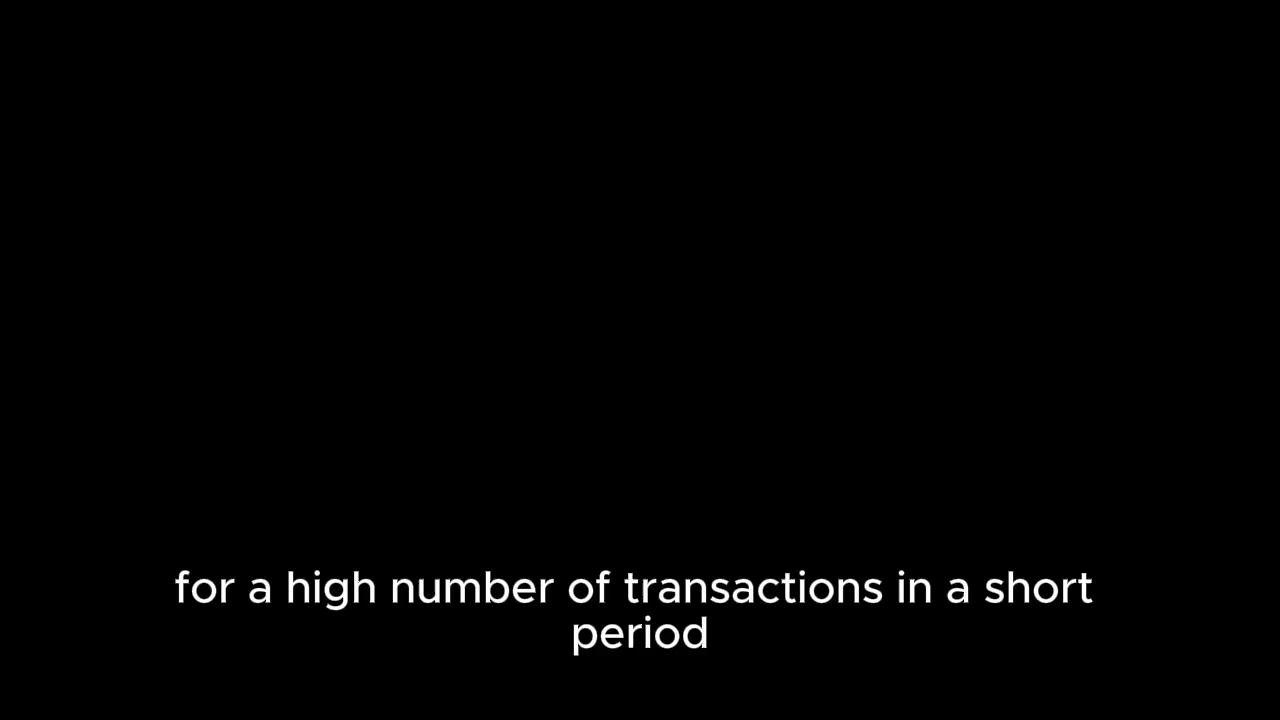 for a high number of transactions in a short
period